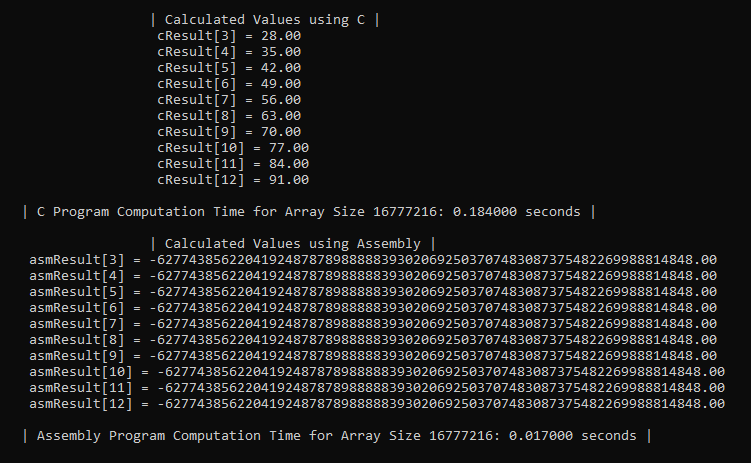 | Calculated Values using C |
cResult[3] = 28.00
cResult[4] = 35.00
cResult[5] = 42.00
cResult[6] = 49.00
cResult[7] = 56.00
cResult[8] = 63.00
cResult[9] = 70.00
cResult[10] = 77.00
cResult[11] = 84.00
cResult[12] = 91.00
| C Program Computation Time for Array Size 16777216: 0.184000 seconds |
| Calculated Values using Assembly |
asmResult[3] = -6277438562204192487878988888393020692503707483087375482269988814848.00
asmResult[4] = -6277438562204192487878988888393020692503707483087375482269988814848.00
asmResult[5] = -6277438562204192487878988888393020692503707483087375482269988814848.00
asmResult[6] = -6277438562204192487878988888393020692503707483087375482269988814848.00
asmResult[7] = -6277438562204192487878988888393020692503707483087375482269988814848.00
asmResult[8] = -6277438562204192487878988888393020692503707483087375482269988814848.00
asmResult[9] = -6277438562204192487878988888393020692503707483087375482269988814848.00
asmResult[10] = -6277438562204192487878988888393020692503707483087375482269988814848.00
asmResult[11] = -6277438562204192487878988888393020692503707483087375482269988814848.00
asmResult[12] = -6277438562204192487878988888393020692503707483087375482269988814848.00
| Assembly Program Computation Time for Array Size 16777216: 0.017000 seconds |